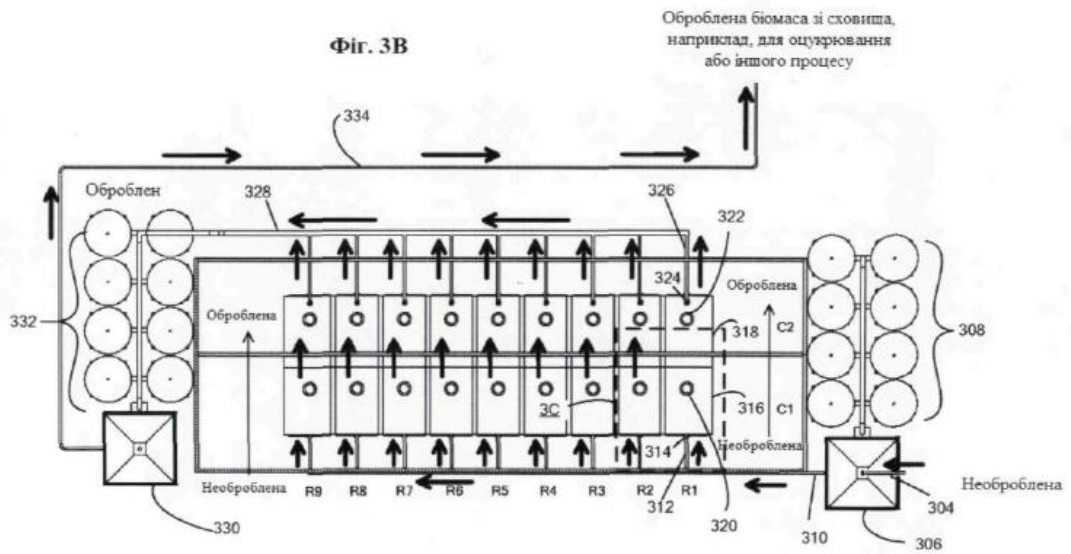 Фіг. 3B
Оброблена біомаса зі сховища,
наприклад, для оцукрювання
або іншого процесу
334
Оброблен
328
326
322
324
Оброблена
Оброблена
332
318
C2
308
3C
316
C1
314
Необроблена
Необроблена
R9 R8 R7 R6 R5 R4 R3 R2 R1
312
Необроблена
304
330
320
310
306